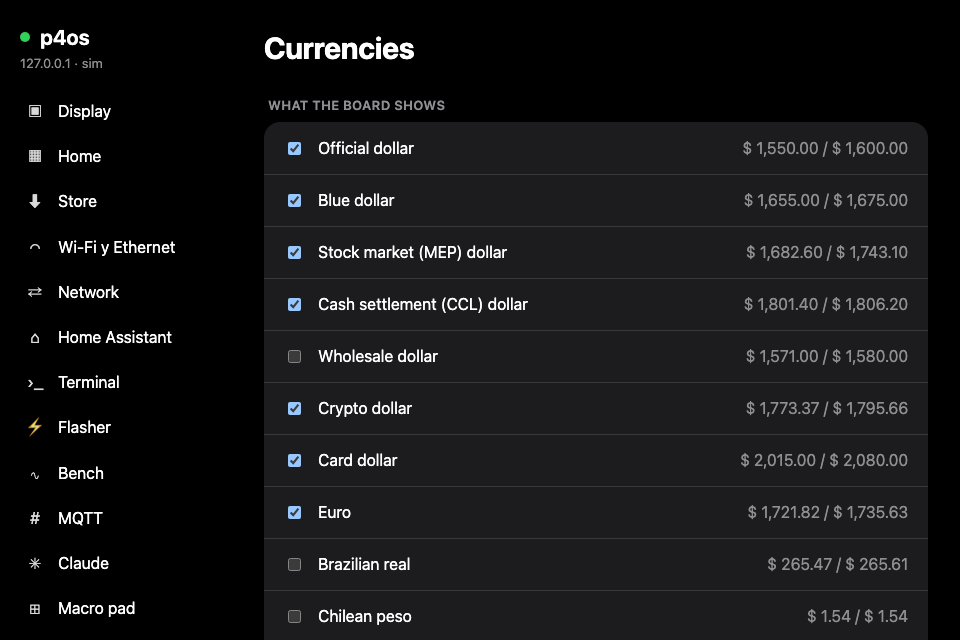 p4os
127.0.0.1 · sim
Display
Home
Store
Wi-Fi y Ethernet
Network
Home Assistant
Terminal
Flasher
Bench
# MQTT
Claude
Macro pad
Currencies
WHAT THE BOARD SHOWS
Official dollar $ 1,550.00 / $ 1,600.00
Blue dollar $ 1,655.00 / $ 1,675.00
Stock market (MEP) dollar $ 1,682.60 / $ 1,743.10
Cash settlement (CCL) dollar $ 1,801.40 / $ 1,806.20
Wholesale dollar $ 1,571.00 / $ 1,580.00
Crypto dollar $ 1,773.37 / $ 1,795.66
Card dollar $ 2,015.00 / $ 2,080.00
Euro $ 1,721.82 / $ 1,735.63
Brazilian real $ 265.47 / $ 265.61
Chilean peso $ 1.54 / $ 1.54